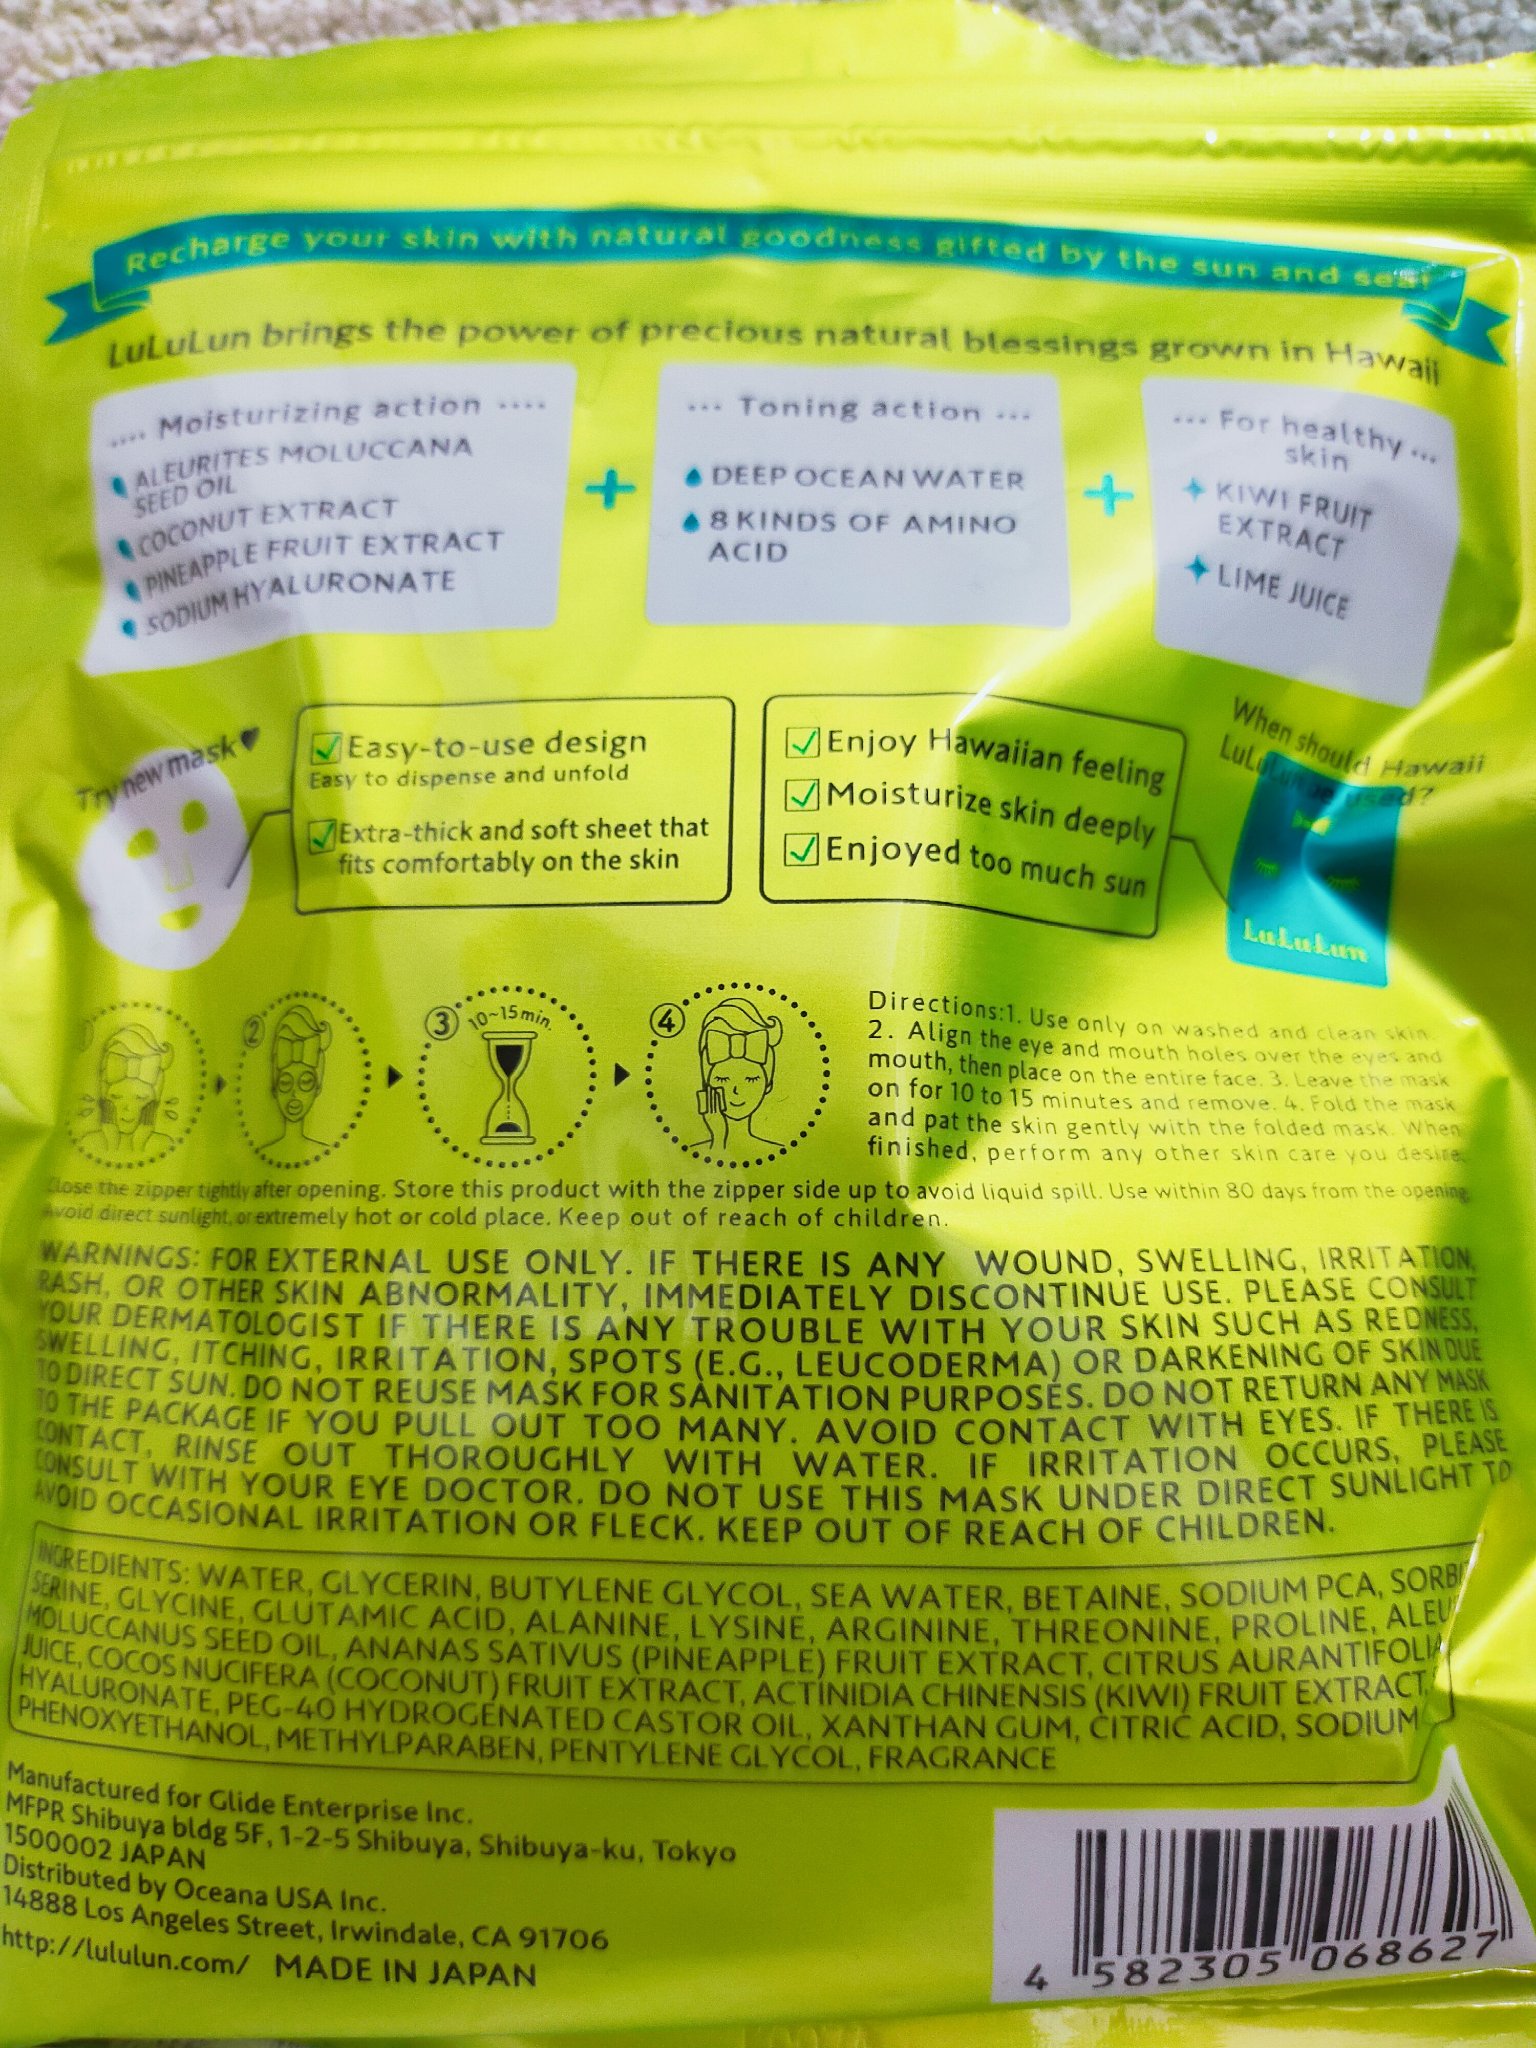 Recharge your skin with natural goodness gifted by the sun and sea!
LuLuLun brings the power of precious natural blessings grown in Hawaii
Moisturizing action
ALEURITES MOLUCCANA
SEED OIL
COCONUT EXTRACT
PINEAPPLE FRUIT EXTRACT
SODIUM HYALURONATE
Toning action
DEEP OCEAN WATER
8 KINDS OF AMINO
ACID
For healthy
skin
KIWI FRUIT
EXTRACT
LIME JUICE
Try new mask
Easy-to-use design
Easy to dispense and unfold
Extra-thick and soft sheet that
fits comfortably on the skin
Enjoy Hawaiian feeling
Moisturize skin deeply
Enjoyed too much sun
When should Hawaii
LuLuLun be used?
LuLuLun
2
3
10~15min.
4
Directions:1. Use only on washed and clean skin.
2. Align the eye and mouth holes over the eyes and
mouth, then place on the entire face. 3. Leave the mask
on for 10 to 15 minutes and remove. 4. Fold the mask
and pat the skin gently with the folded mask. When
finished, perform any other skin care you desire.
Close the zipper tightly after opening. Store this product with the zipper side up to avoid liquid spill. Use within 80 days from the opening.
Avoid direct sunlight, or extremely hot or cold place. Keep out of reach of children.
WARNINGS: FOR EXTERNAL USE ONLY. IF THERE IS ANY WOUND, SWELLING, IRRITATION,
RASH, OR OTHER SKIN ABNORMALITY, IMMEDIATELY DISCONTINUE USE. PLEASE CONSULT
YOUR DERMATOLOGIST IF THERE IS ANY TROUBLE WITH YOUR SKIN SUCH AS REDNESS,
SWELLING, ITCHING, IRRITATION, SPOTS (E.G., LEUCODERMA) OR DARKENING OF SKIN DUE
TO DIRECT SUN. DO NOT REUSE MASK FOR SANITATION PURPOSES. DO NOT RETURN ANY MASK
TO THE PACKAGE IF YOU PULL OUT TOO MANY. AVOID CONTACT WITH EYES. IF THERE IS
CONTACT, RINSE OUT THOROUGHLY WITH WATER. IF IRRITATION OCCURS, PLEASE
CONSULT WITH YOUR EYE DOCTOR. DO NOT USE THIS MASK UNDER DIRECT SUNLIGHT TO
AVOID OCCASIONAL IRRITATION OR FLECK. KEEP OUT OF REACH OF CHILDREN.
INGREDIENTS: WATER, GLYCERIN, BUTYLENE GLYCOL, SEA WATER, BETAINE, SODIUM PCA,
SERINE, GLYCINE, GLUTAMIC ACID, ALANINE, LYSINE, ARGININE, THREONINE, PROLINE,
MOLUCCANUS SEED OIL, ANANAS SATIVUS (PINEAPPLE) FRUIT EXTRACT, CITRUS AURANTIFOLIA
JUICE, COCOS NUCIFERA (COCONUT) FRUIT EXTRACT, ACTINIDIA CHINENSIS (KIWI) FRUIT EXTRACT,
HYALURONATE, PEG-40 HYDROGENATED CASTOR OIL, XANTHAN GUM, CITRIC ACID, SODIUM
PHENOXYETHANOL, METHYLPARABEN, PENTYLENE GLYCOL, FRAGRANCE
Manufactured for Glide Enterprise Inc.
MFPR Shibuya bldg 5F, 1-2-5 Shibuya, Shibuya-ku, Tokyo
1500002 JAPAN
Distributed by Oceana USA Inc.
14888 Los Angeles Street, Irwindale, CA 91706
http://lululun.com/ MADE IN JAPAN
4 582305 068627